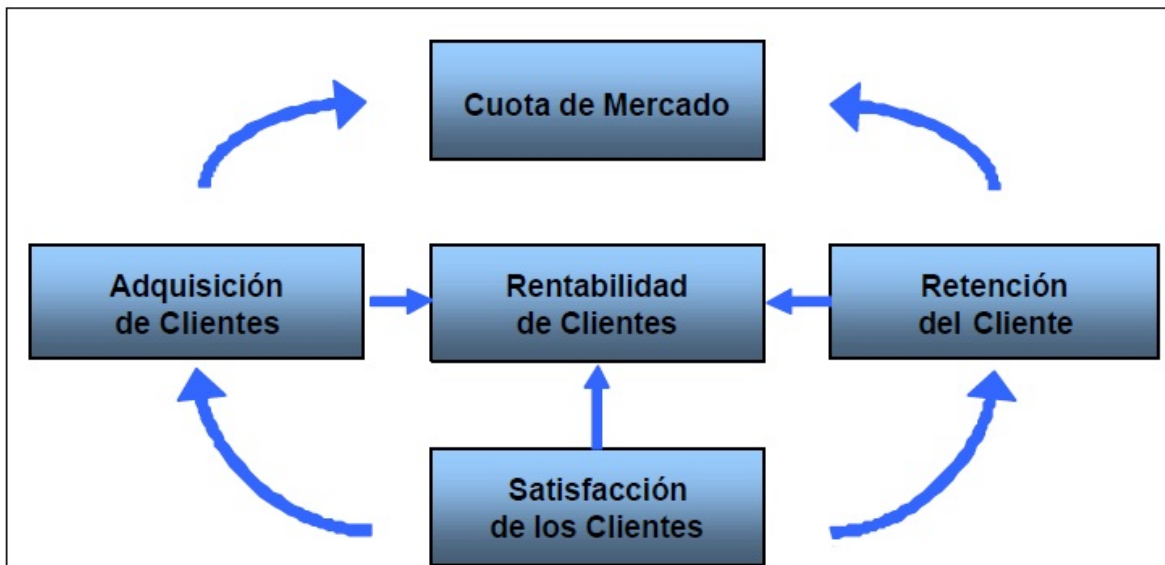 Cuota de Mercado
Adquisición
de Clientes
Rentabilidad
de Clientes
Retención
del Cliente
Satisfacción
de los Clientes